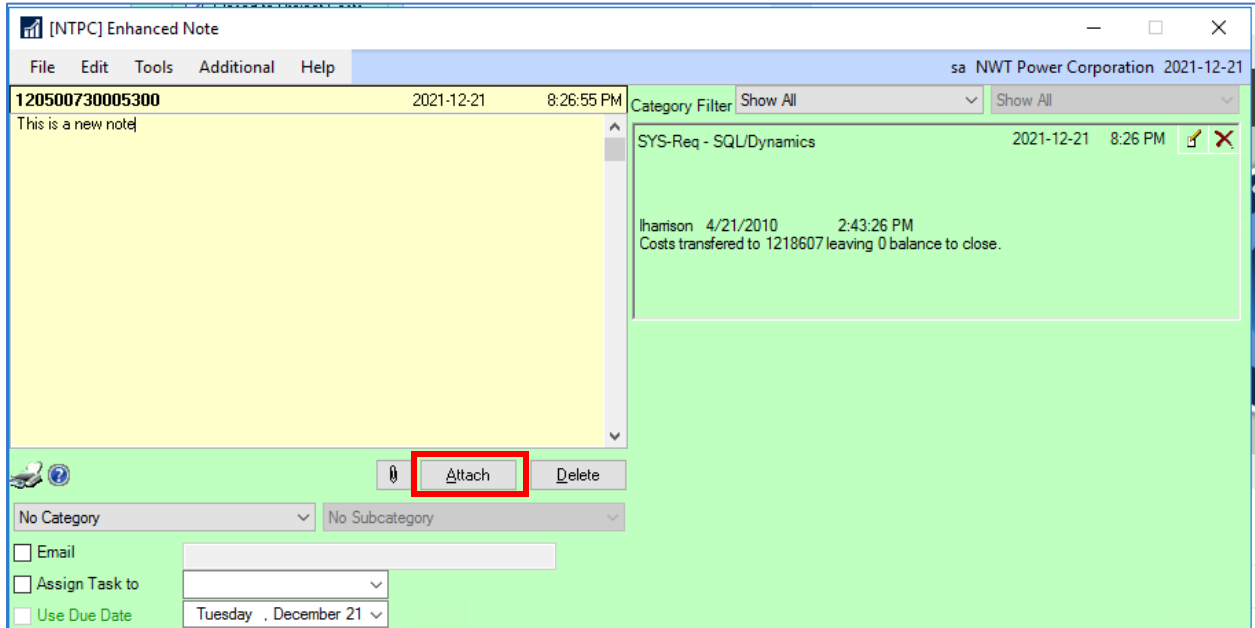 [NTPC] Enhanced Note
File Edit Tools Additional Help sa NWT Power Corporation 2021-12-21
120500730005300 2021-12-21 8:26:55 PM
This is a new note
Category Filter Show All Show All
SYS-Req - SQL/Dynamics 2021-12-21 8:26 PM
lharrison 4/21/2010 2:43:26 PM
Costs transfered to 1218607 leaving 0 balance to close.
Attach Delete
No Category No Subcategory
Email
Assign Task to
Use Due Date Tuesday , December 21